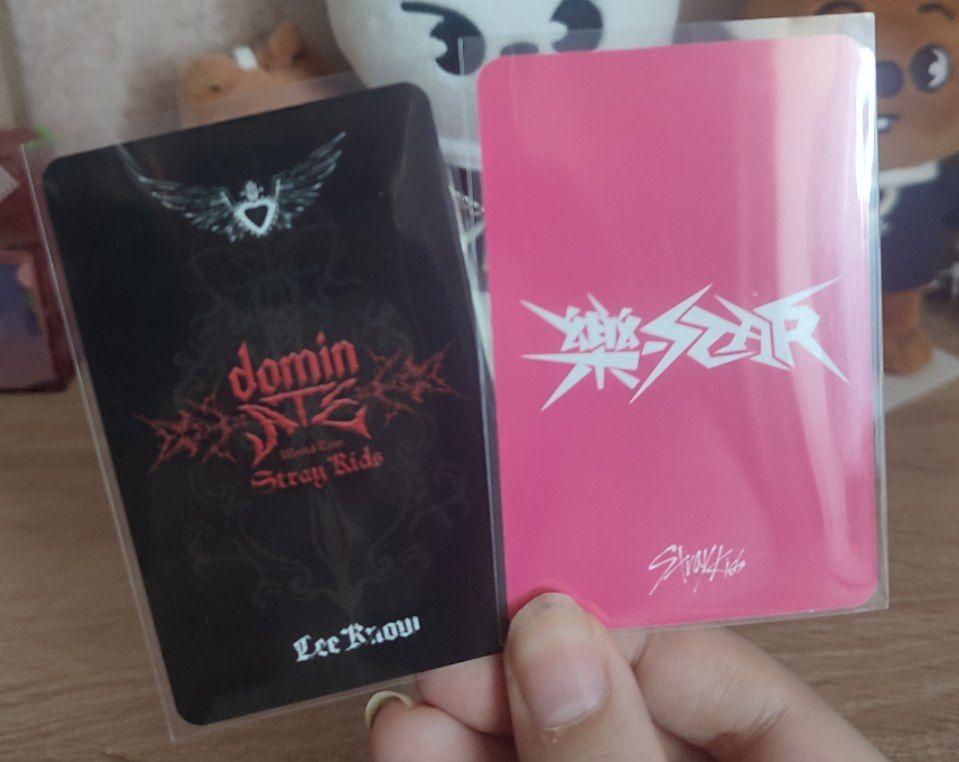 domin
ATE
World Tour
Stray Kids
Lee Know
樂-STAR
Stray Kids